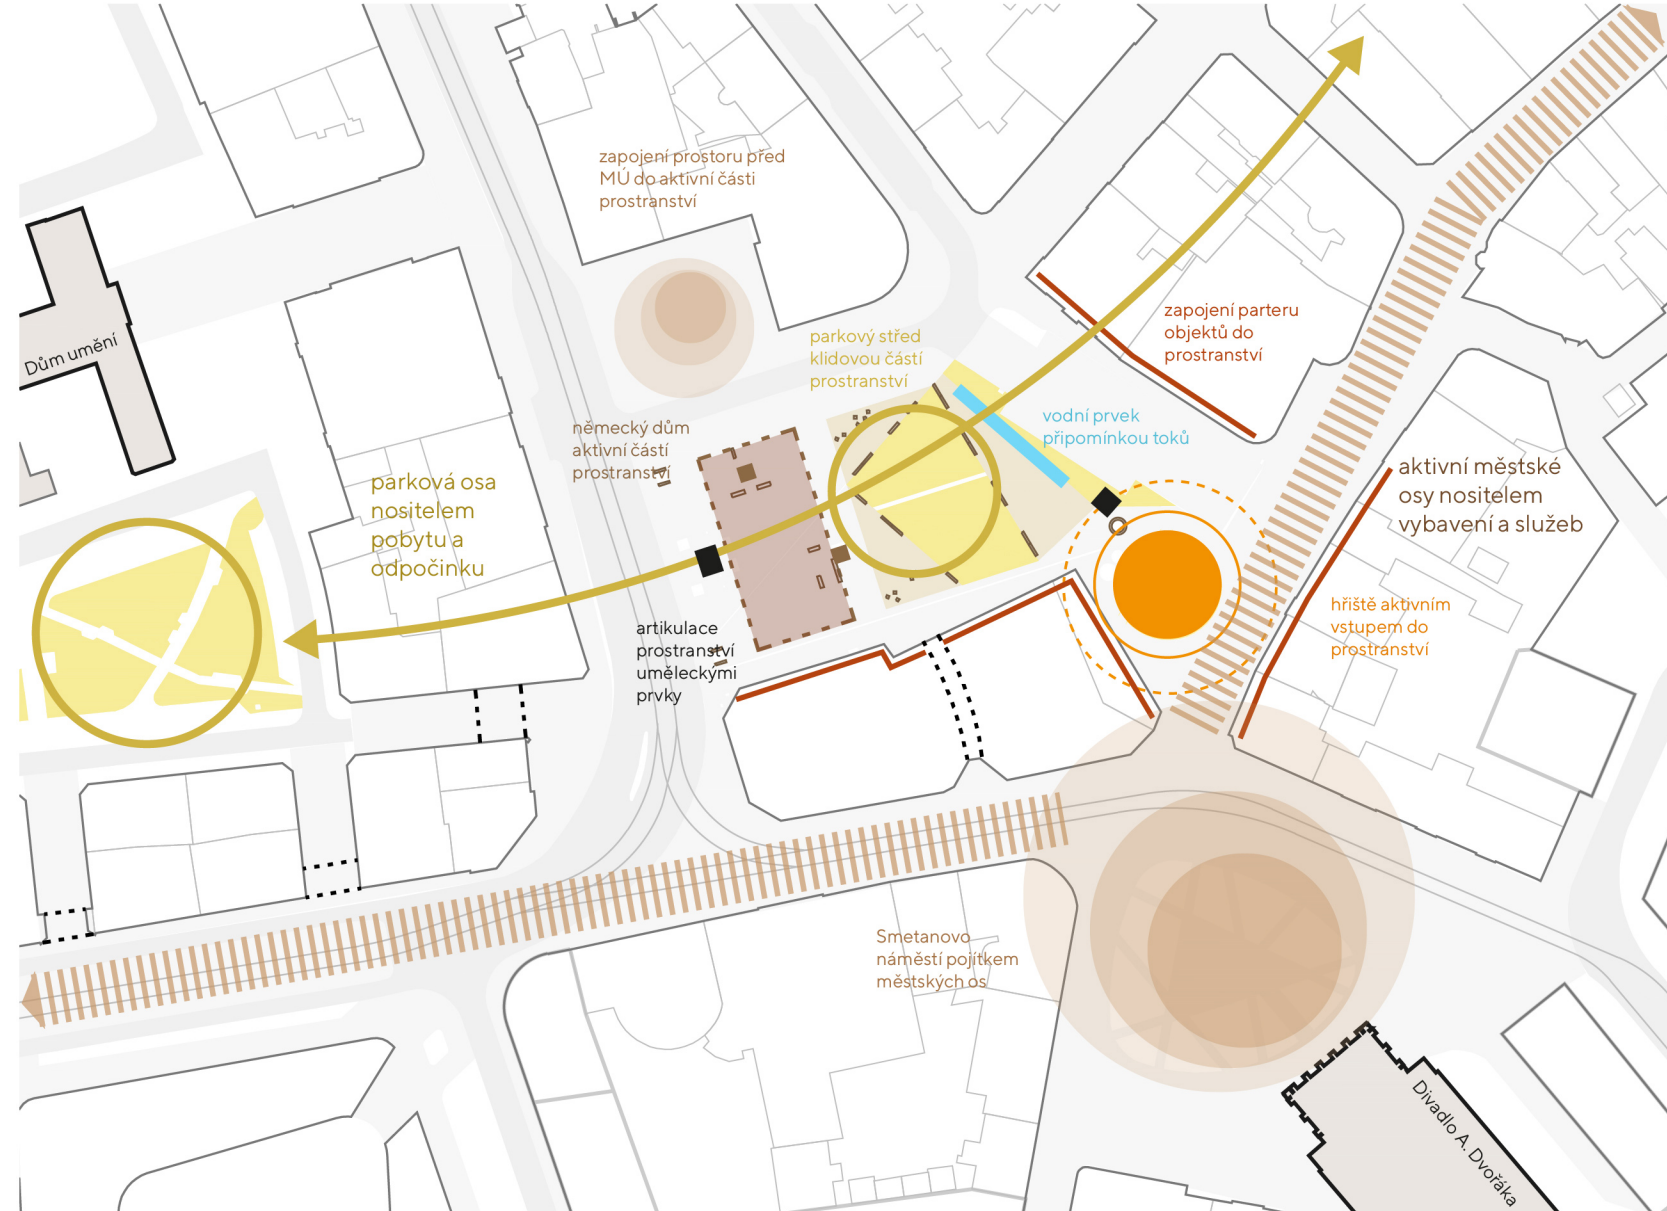 zapojení prostoru před
MÚ do aktivní části
prostranství
zapojení parteru
objektů do
prostranství
Dům umění
parkový střed
klidovou částí
prostranství
vodní prvek
připomínkou toků
německý dům
aktivní částí
prostranství
aktivní městské
osy nositelem
vybavení a služeb
parková osa
nositelem
pobytu a
odpočinku
hřiště aktivním
vstupem do
prostranství
artikulace
prostranství
uměleckými
prvky
Smetanovo
náměstí pojítkem
městských os
Divadlo A. Dvořáka